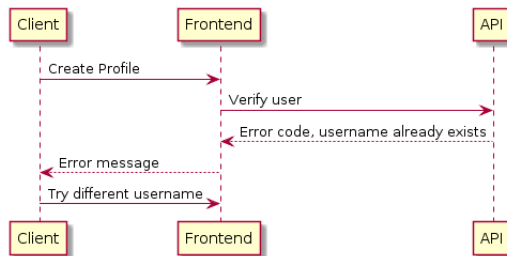 Client
Frontend
API
Create Profile
Verify user
Error code, username already exists
Error message
Try different username
Client
Frontend
API